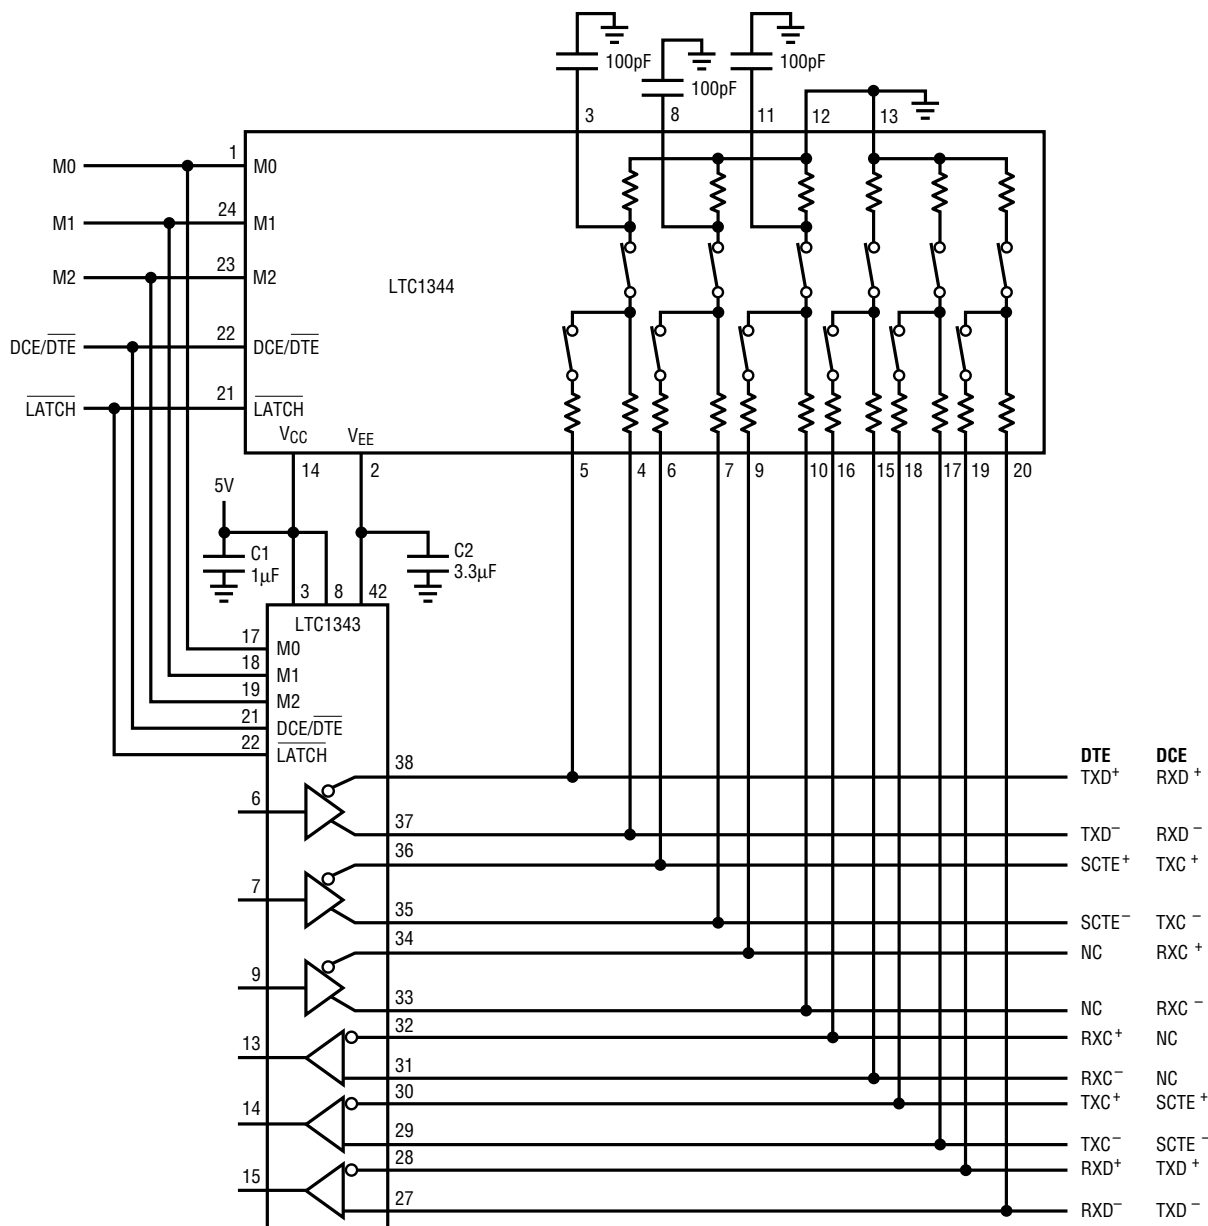 100pF
100pF
100pF
3
8
11
12
13
M0
1
M0
M1
24
M1
M2
23
M2
LTC1344
DCE/DTE
22
DCE/DTE
LATCH
21
LATCH
VCC
VEE
14
2
5
4
6
7
9
10
16
15
18
17
19
20
5V
C1
1μF
C2
3.3μF
3
8
42
LTC1343
17
M0
18
M1
19
M2
21
DCE/DTE
22
LATCH
DTE
DCE
38
TXD+
RXD+
6
37
TXD–
RXD–
36
SCTE+
TXC+
7
35
SCTE–
TXC–
34
NC
RXC+
9
33
NC
RXC–
32
RXC+
NC
13
31
RXC–
NC
30
TXC+
SCTE+
14
29
TXC–
SCTE–
28
RXD+
TXD+
15
27
RXD–
TXD–